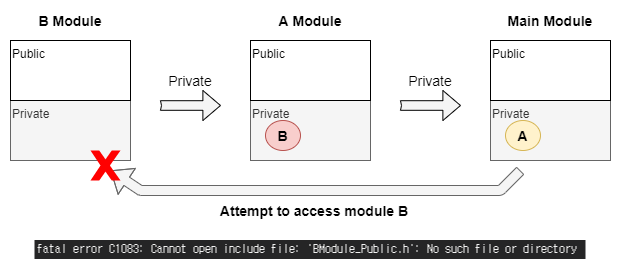 B Module
A Module
Main Module
Public
Public
Public
Private
Private
Private
Private
Private
B
A
X
Attempt to access module B
fatal error C1083: Cannot open include file: 'BModule_Public.h': No such file or directory